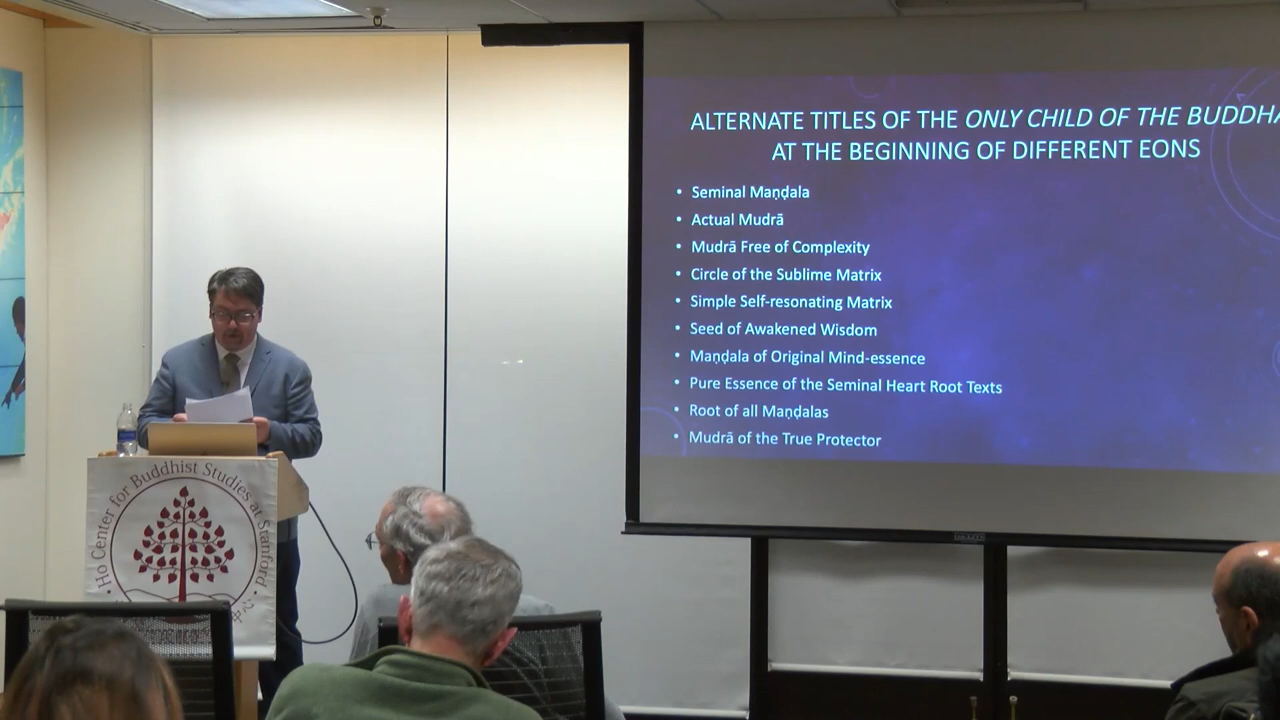 ALTERNATE TITLES OF THE ONLY CHILD OF THE BUDDHA
AT THE BEGINNING OF DIFFERENT EONS
• Seminal Maṇḍala
• Actual Mudrā
• Mudrā Free of Complexity
• Circle of the Sublime Matrix
• Simple Self-resonating Matrix
• Seed of Awakened Wisdom
• Maṇḍala of Original Mind-essence
• Pure Essence of the Seminal Heart Root Texts
• Root of all Maṇḍalas
• Mudrā of the True Protector
Ho Center for Buddhist Studies at Stanford